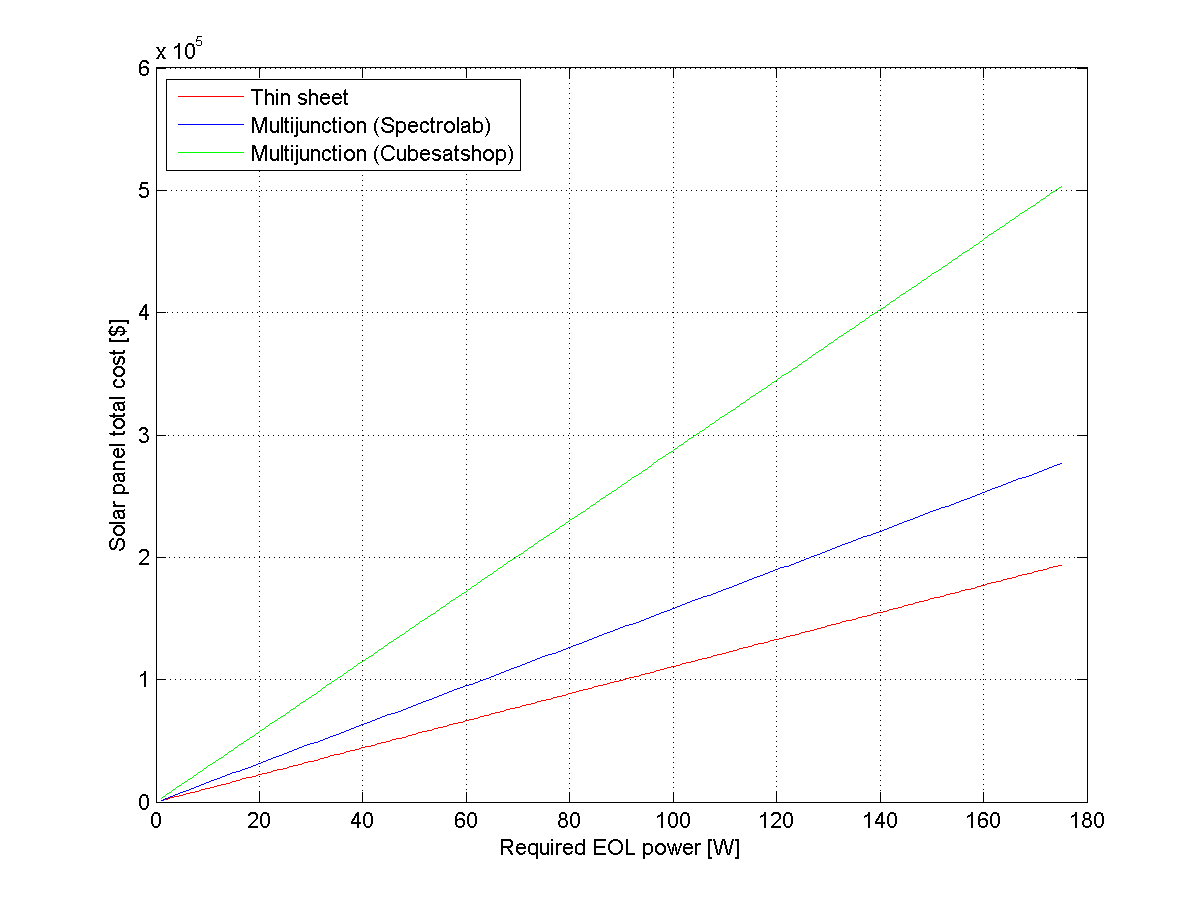 x 10^5
6
Thin sheet
Multijunction (Spectrolab)
Multijunction (Cubesatshop)
5
4
3
2
1
0
Solar panel total cost [$]
0 20 40 60 80 100 120 140 160 180
Required EOL power [W]